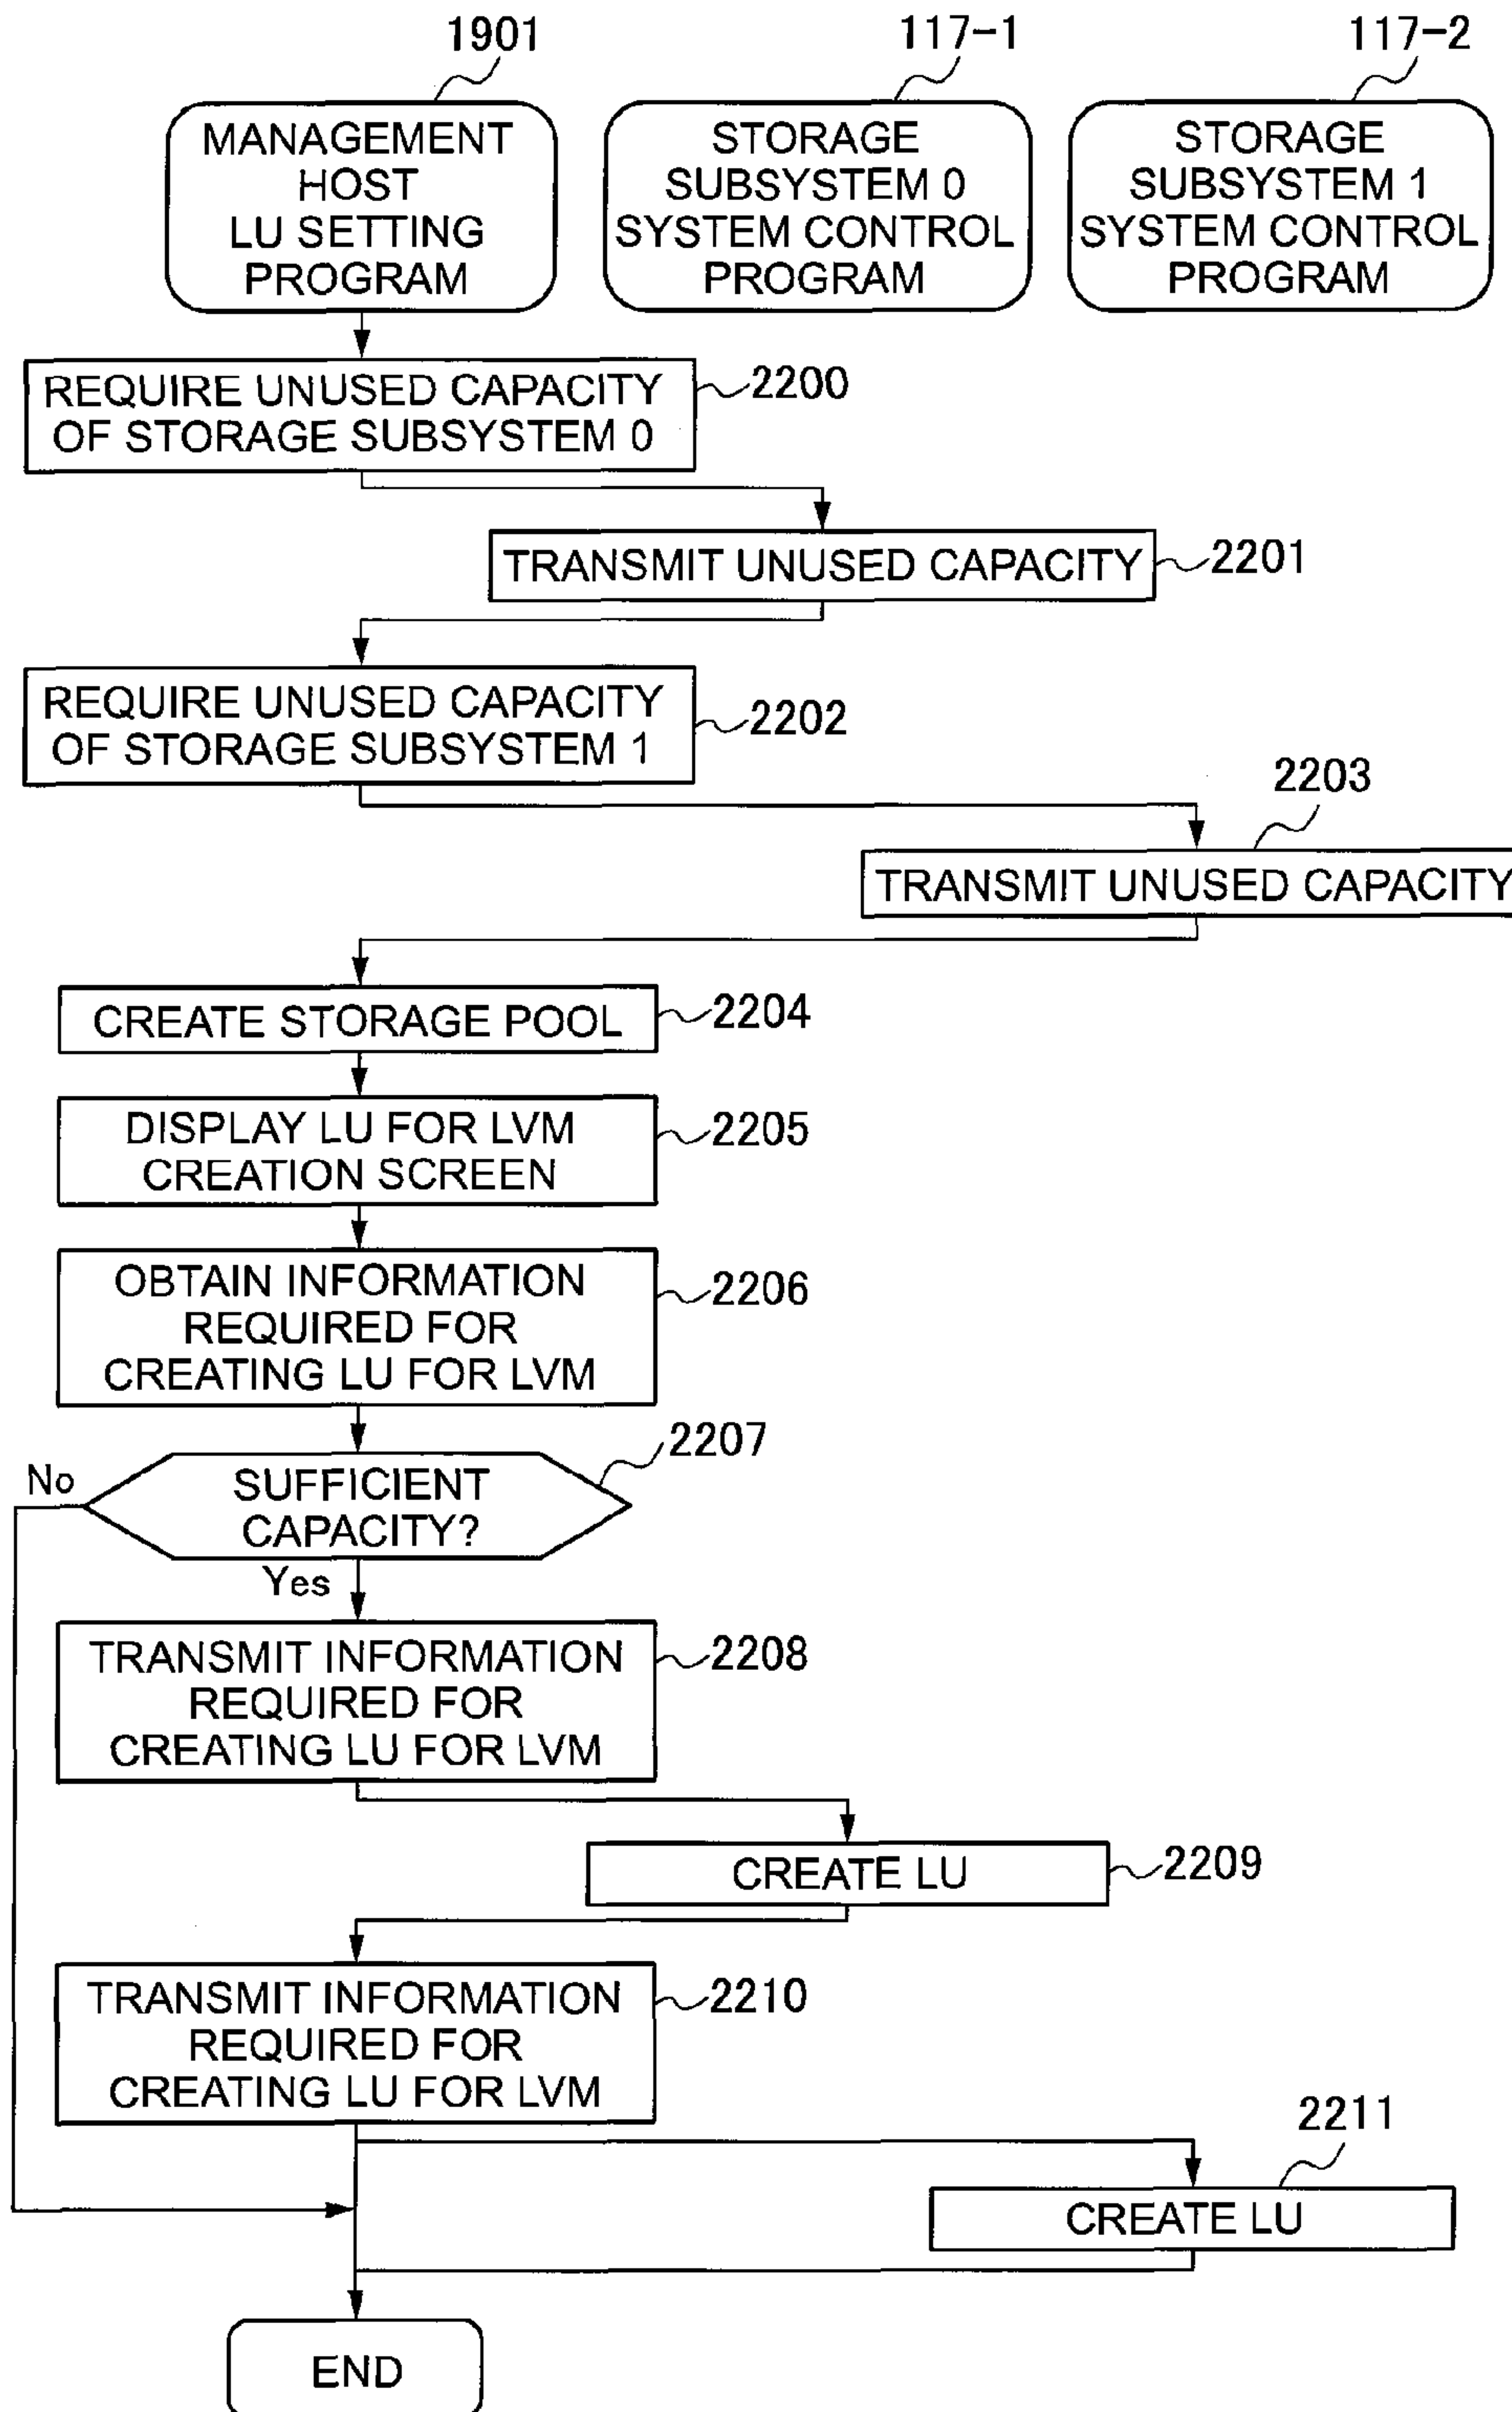 1901
117-1
117-2
MANAGEMENT
HOST
LU SETTING
PROGRAM
STORAGE
SUBSYSTEM 0
SYSTEM CONTROL
PROGRAM
STORAGE
SUBSYSTEM 1
SYSTEM CONTROL
PROGRAM
REQUIRE UNUSED CAPACITY
OF STORAGE SUBSYSTEM 0
2200
TRANSMIT UNUSED CAPACITY
2201
REQUIRE UNUSED CAPACITY
OF STORAGE SUBSYSTEM 1
2202
2203
TRANSMIT UNUSED CAPACITY
CREATE STORAGE POOL
2204
DISPLAY LU FOR LVM
CREATION SCREEN
2205
OBTAIN INFORMATION
REQUIRED FOR
CREATING LU FOR LVM
2206
2207
No
SUFFICIENT
CAPACITY?
Yes
TRANSMIT INFORMATION
REQUIRED FOR
CREATING LU FOR LVM
2208
CREATE LU
2209
TRANSMIT INFORMATION
REQUIRED FOR
CREATING LU FOR LVM
2210
2211
CREATE LU
END